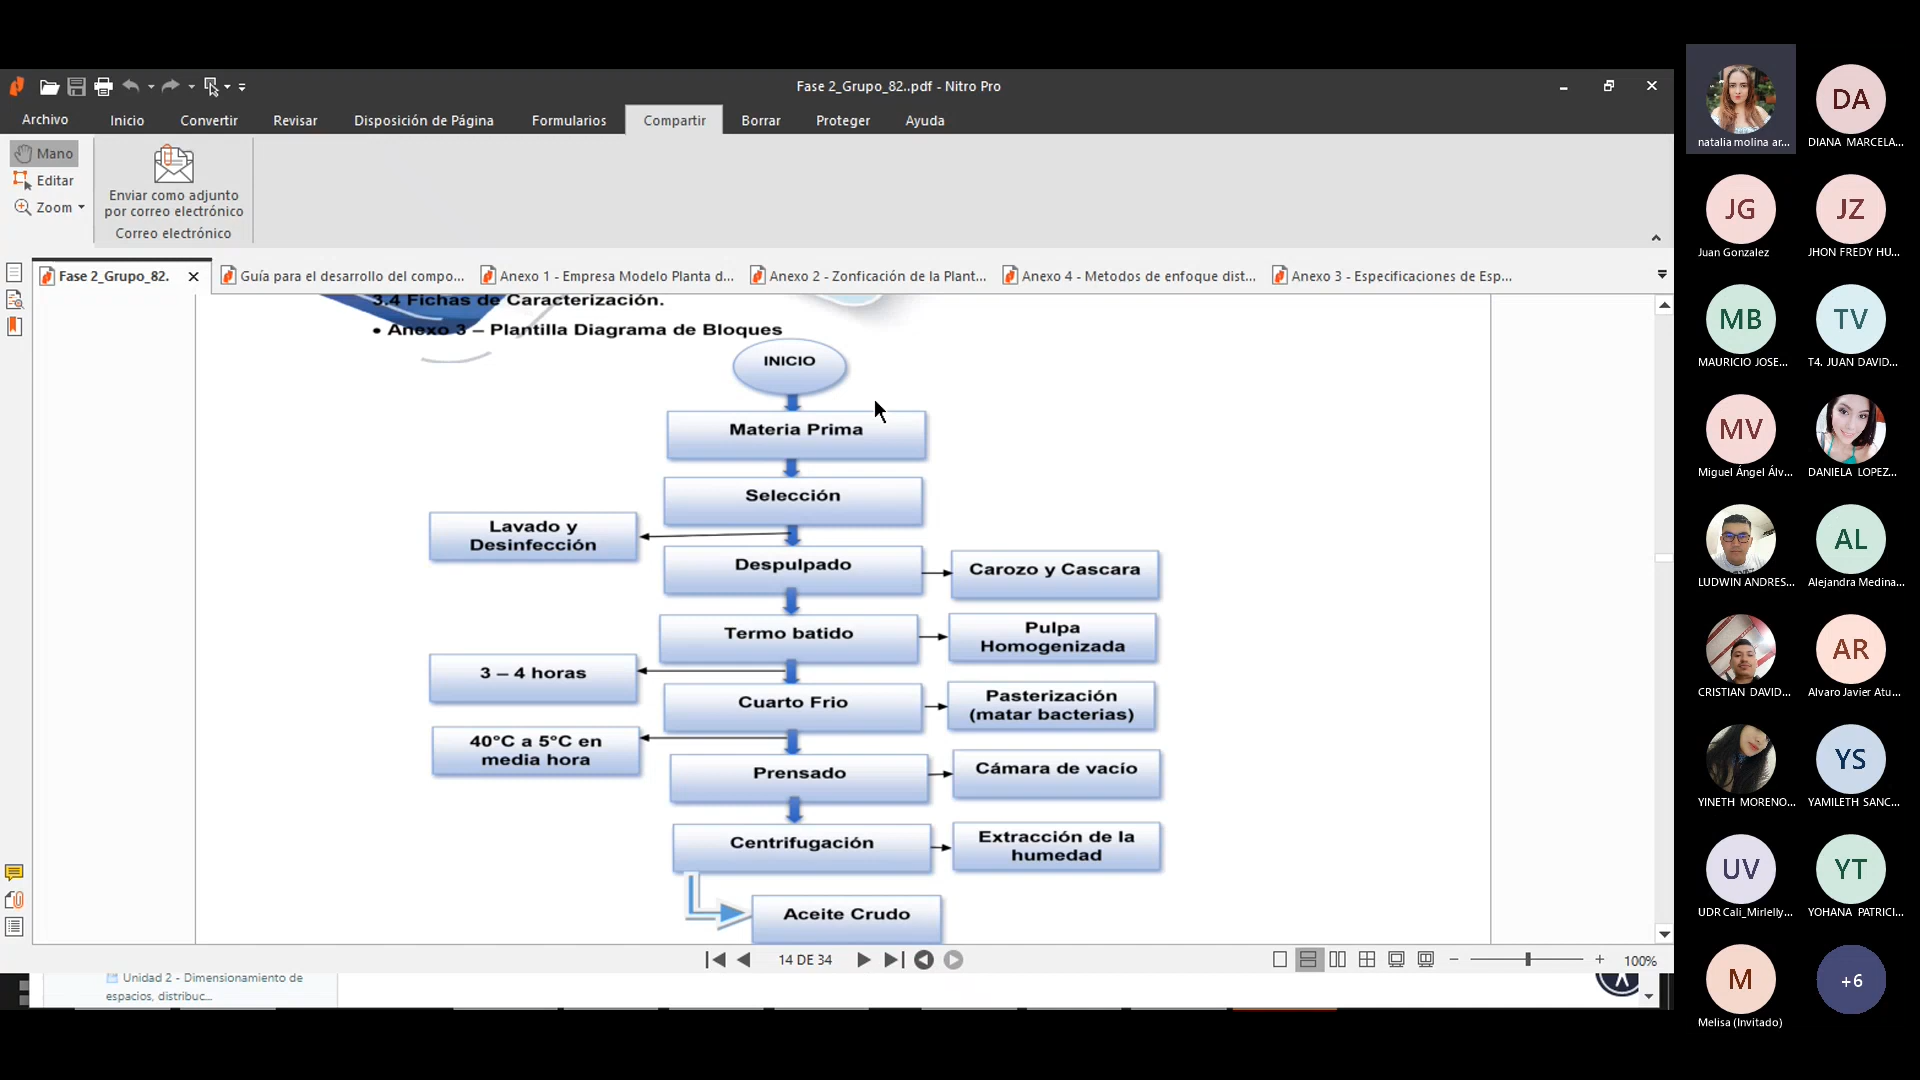 Fase 2_Grupo_82..pdf - Nitro Pro
Archivo
Inicio
Convertir
Revisar
Disposición de Página
Formularios
Compartir
Borrar
Proteger
Ayuda
Mano
Editar
Zoom
Enviar como adjunto
por correo electrónico
Correo electrónico
Fase 2_Grupo_82.
Guía para el desarrollo del compo...
Anexo 1 - Empresa Modelo Planta d...
Anexo 2 - Zonficación de la Plant...
Anexo 4 - Metodos de enfoque dist...
Anexo 3 - Especificaciones de Esp...
3.4 Fichas de Caracterización.
• Anexo 3 – Plantilla Diagrama de Bloques
INICIO
Materia Prima
Selección
Lavado y
Desinfección
Despulpado
Carozo y Cascara
Termo batido
Pulpa
Homogenizada
3 – 4 horas
Cuarto Frio
Pasterización
(matar bacterias)
40°C a 5°C en
media hora
Prensado
Cámara de vacío
Centrifugación
Extracción de la
humedad
Aceite Crudo
14 DE 34
100%
Unidad 2 - Dimensionamiento de
espacios, distribuc...
natalia molina ar...
DA
DIANA MARCELA...
JG
Juan Gonzalez
JZ
JHON FREDY HU...
MB
MAURICIO JOSE...
TV
T4. JUAN DAVID...
MV
Miguel Ángel Álv...
DANIELA LOPEZ...
LUDWIN ANDRES...
AL
Alejandra Medina...
CRISTIAN DAVID...
AR
Alvaro Javier Atu...
YINETH MORENO...
YS
YAMILETH SANC...
UV
UDR Cali_Mirlelly...
YT
YOHANA PATRICI...
M
Melisa (Invitado)
+6